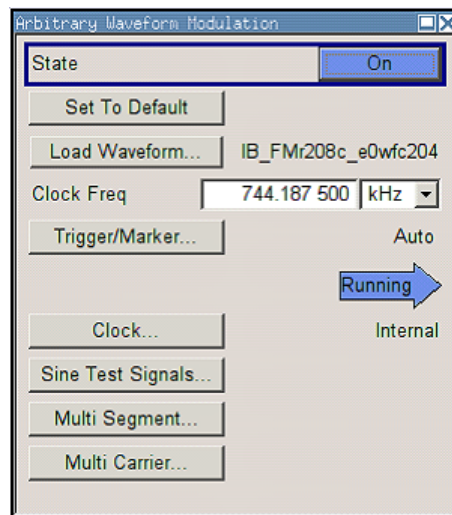 Arbitrary Waveform Modulation
State On
Set To Default
Load Waveform... IB_FMr208c_e0wfc204
Clock Freq 744.187 500 kHz
Trigger/Marker... Auto
Running
Clock... Internal
Sine Test Signals...
Multi Segment...
Multi Carrier...